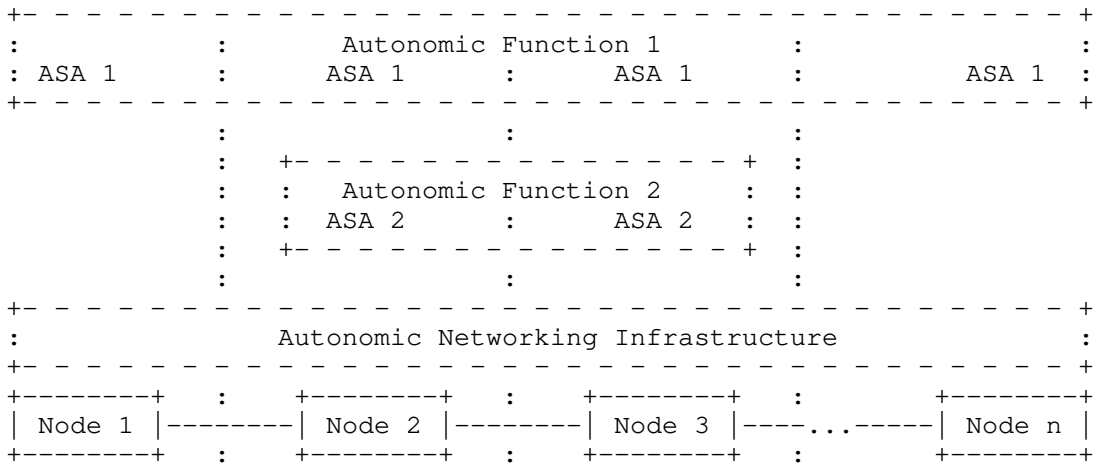 Autonomic Function 1
ASA 1 ASA 1 ASA 1 ASA 1
Autonomic Function 2
ASA 2 ASA 2
Autonomic Networking Infrastructure
Node 1 Node 2 ... Node 3 Node n